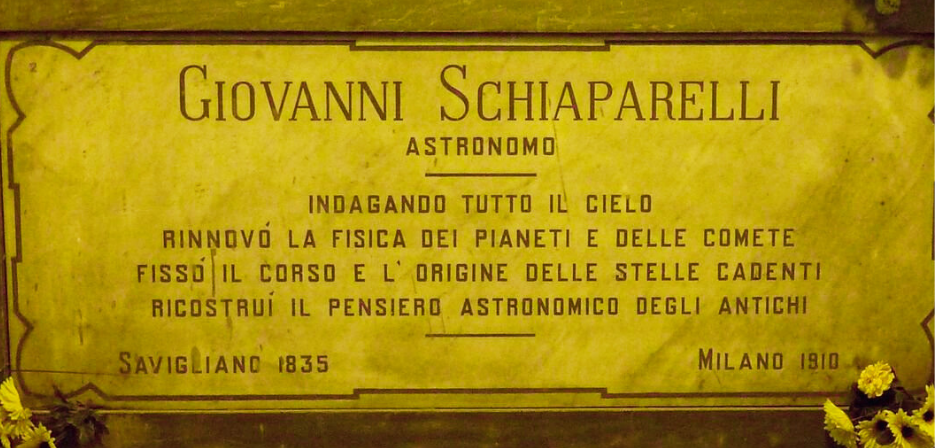 GIOVANNI SCHIAPARELLI
ASTRONOMO
INDAGANDO TUTTO IL CIELO
RINNOVÓ LA FISICA DEI PIANETI E DELLE COMETE
FISSÓ IL CORSO E L' ORIGINE DELLE STELLE CADENTI
RICOSTRUÍ IL PENSIERO ASTRONOMICO DEGLI ANTICHI
SAVIGLIANO 1835 MILANO 1910